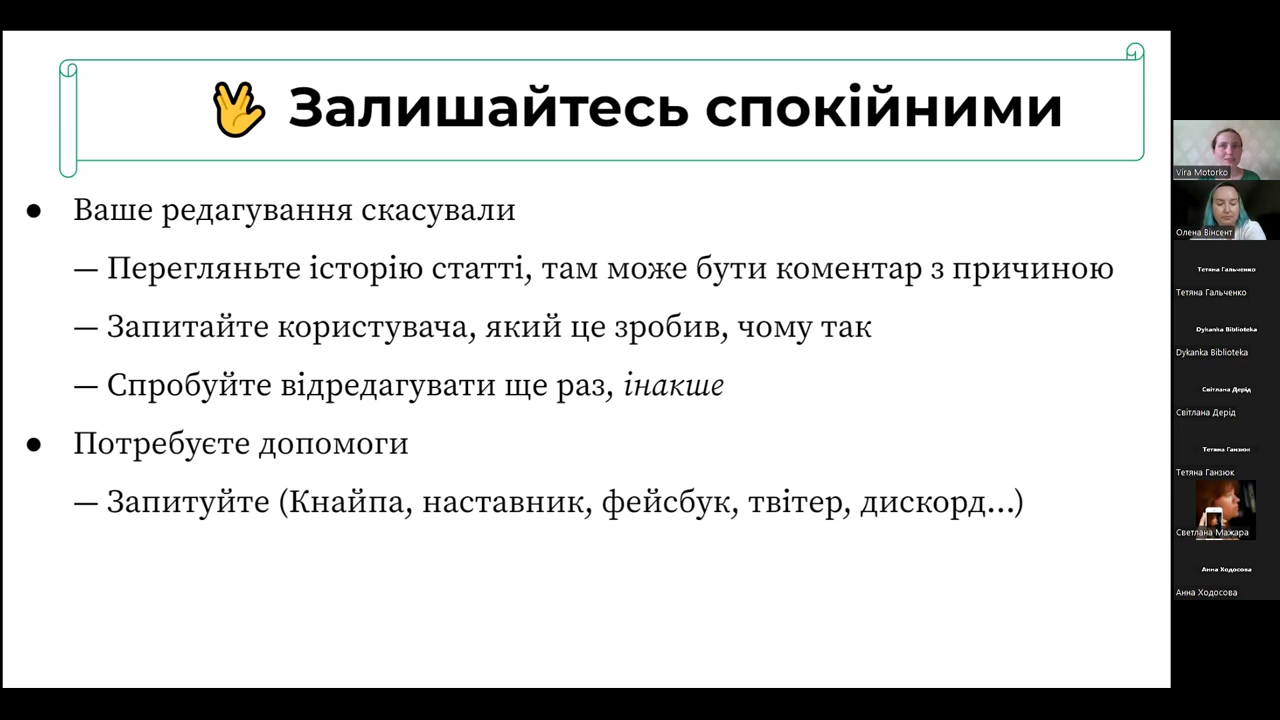 🖖 Залишайтесь спокійними
● Ваше редагування скасували
— Перегляньте історію статті, там може бути коментар з причиною
— Запитайте користувача, який це зробив, чому так
— Спробуйте відредагувати ще раз, інакше
● Потребуєте допомоги
— Запитуйте (Кнайпа, наставник, фейсбук, твітер, дискорд...)
Vira Motorko
Олена Вінсент
Тетяна Гальченко
Тетяна Гальченко
Dykanka Biblioteka
Dykanka Biblioteka
Світлана Дерід
Світлана Дерід
Тетяна Ганзюк
Тетяна Ганзюк
Светлана Мажара
Анна Ходосова
Анна Ходосова